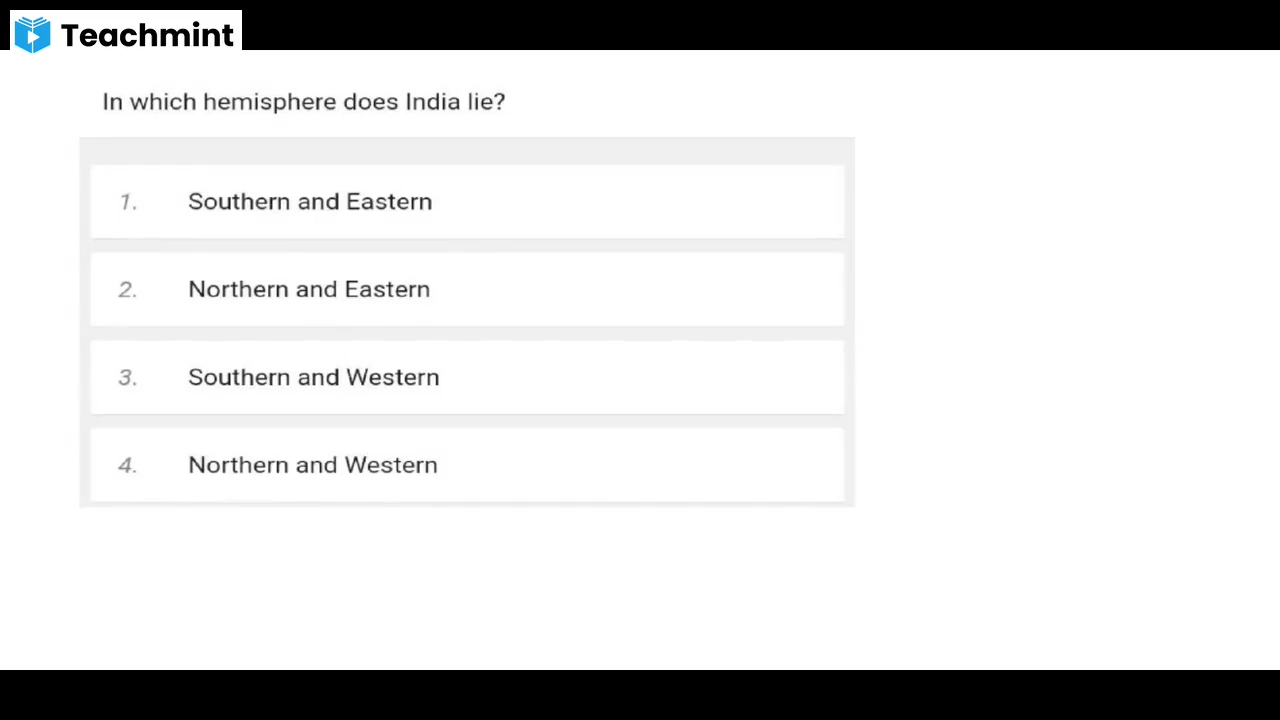 Teachmint
In which hemisphere does India lie?
1. Southern and Eastern
2. Northern and Eastern
3. Southern and Western
4. Northern and Western